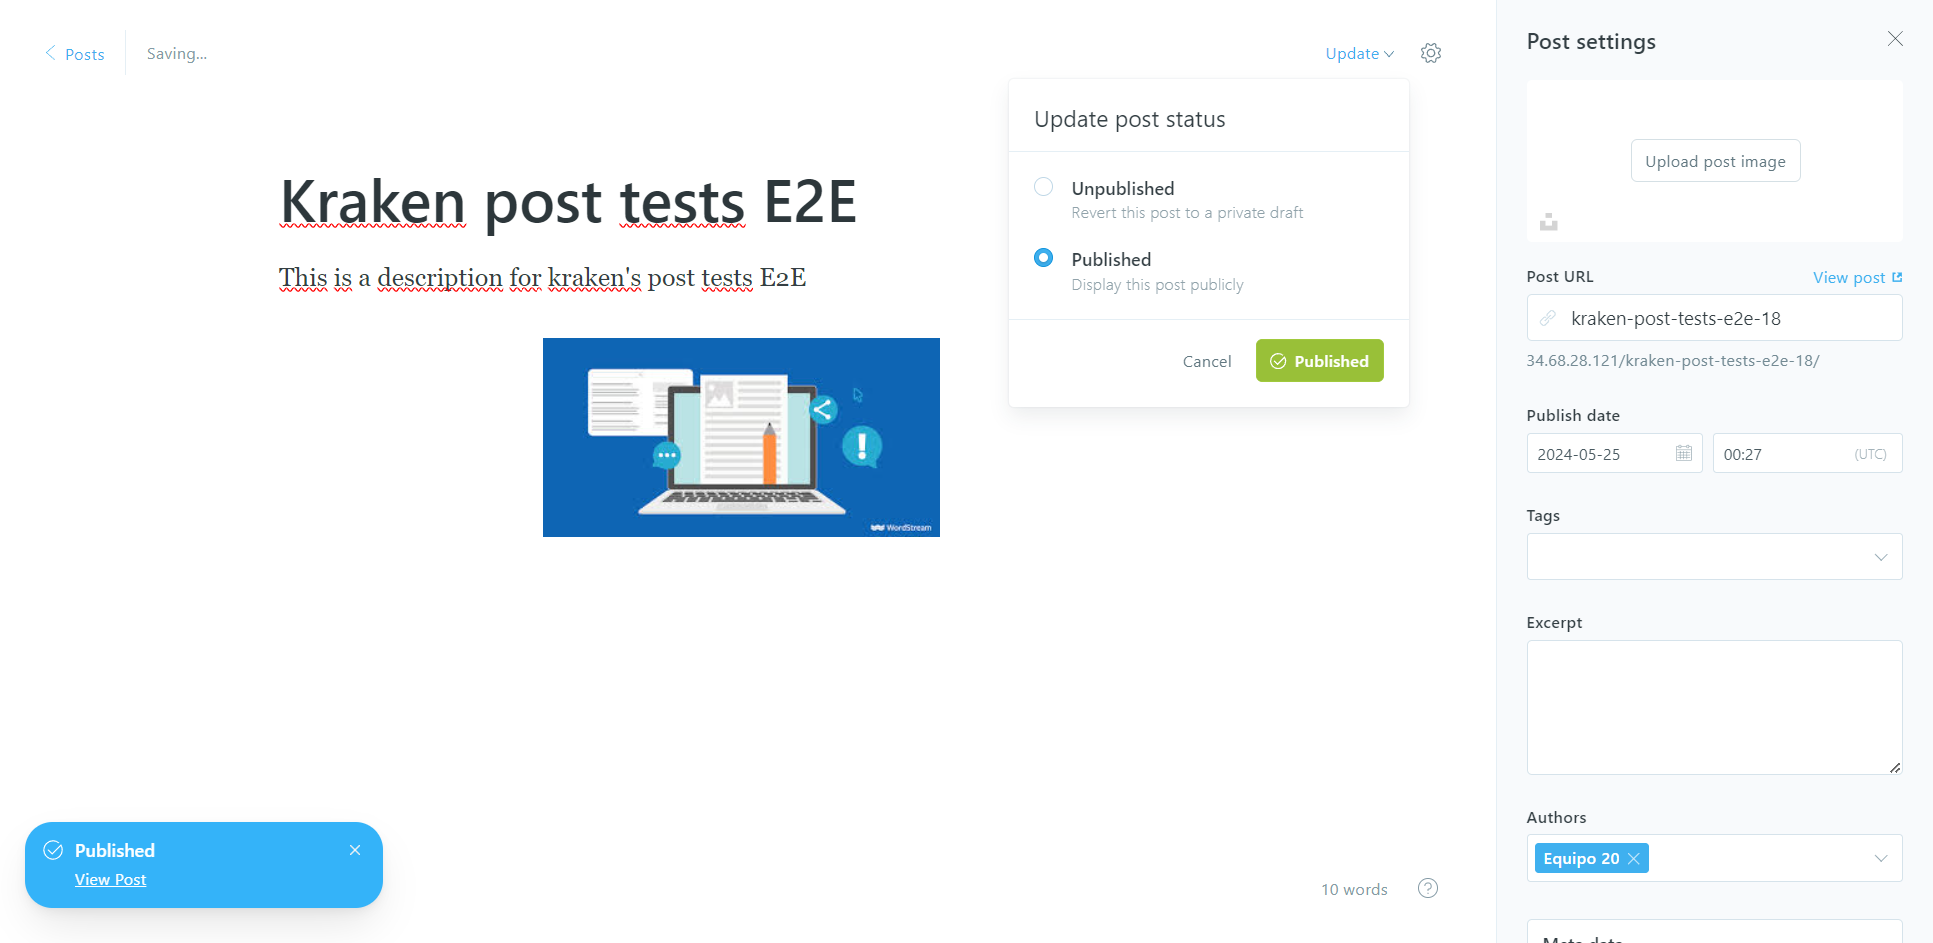 Posts
Saving...
Update
Update post status
Unpublished
Revert this post to a private draft
Published
Display this post publicly
Cancel
Published
Kraken post tests E2E
This is a description for kraken's post tests E2E
WordStream
10 words
Published
View Post
Post settings
Upload post image
Post URL
View post
kraken-post-tests-e2e-18
34.68.28.121/kraken-post-tests-e2e-18/
Publish date
2024-05-25
00:27 (UTC)
Tags
Excerpt
Authors
Equipo 20
Meta data